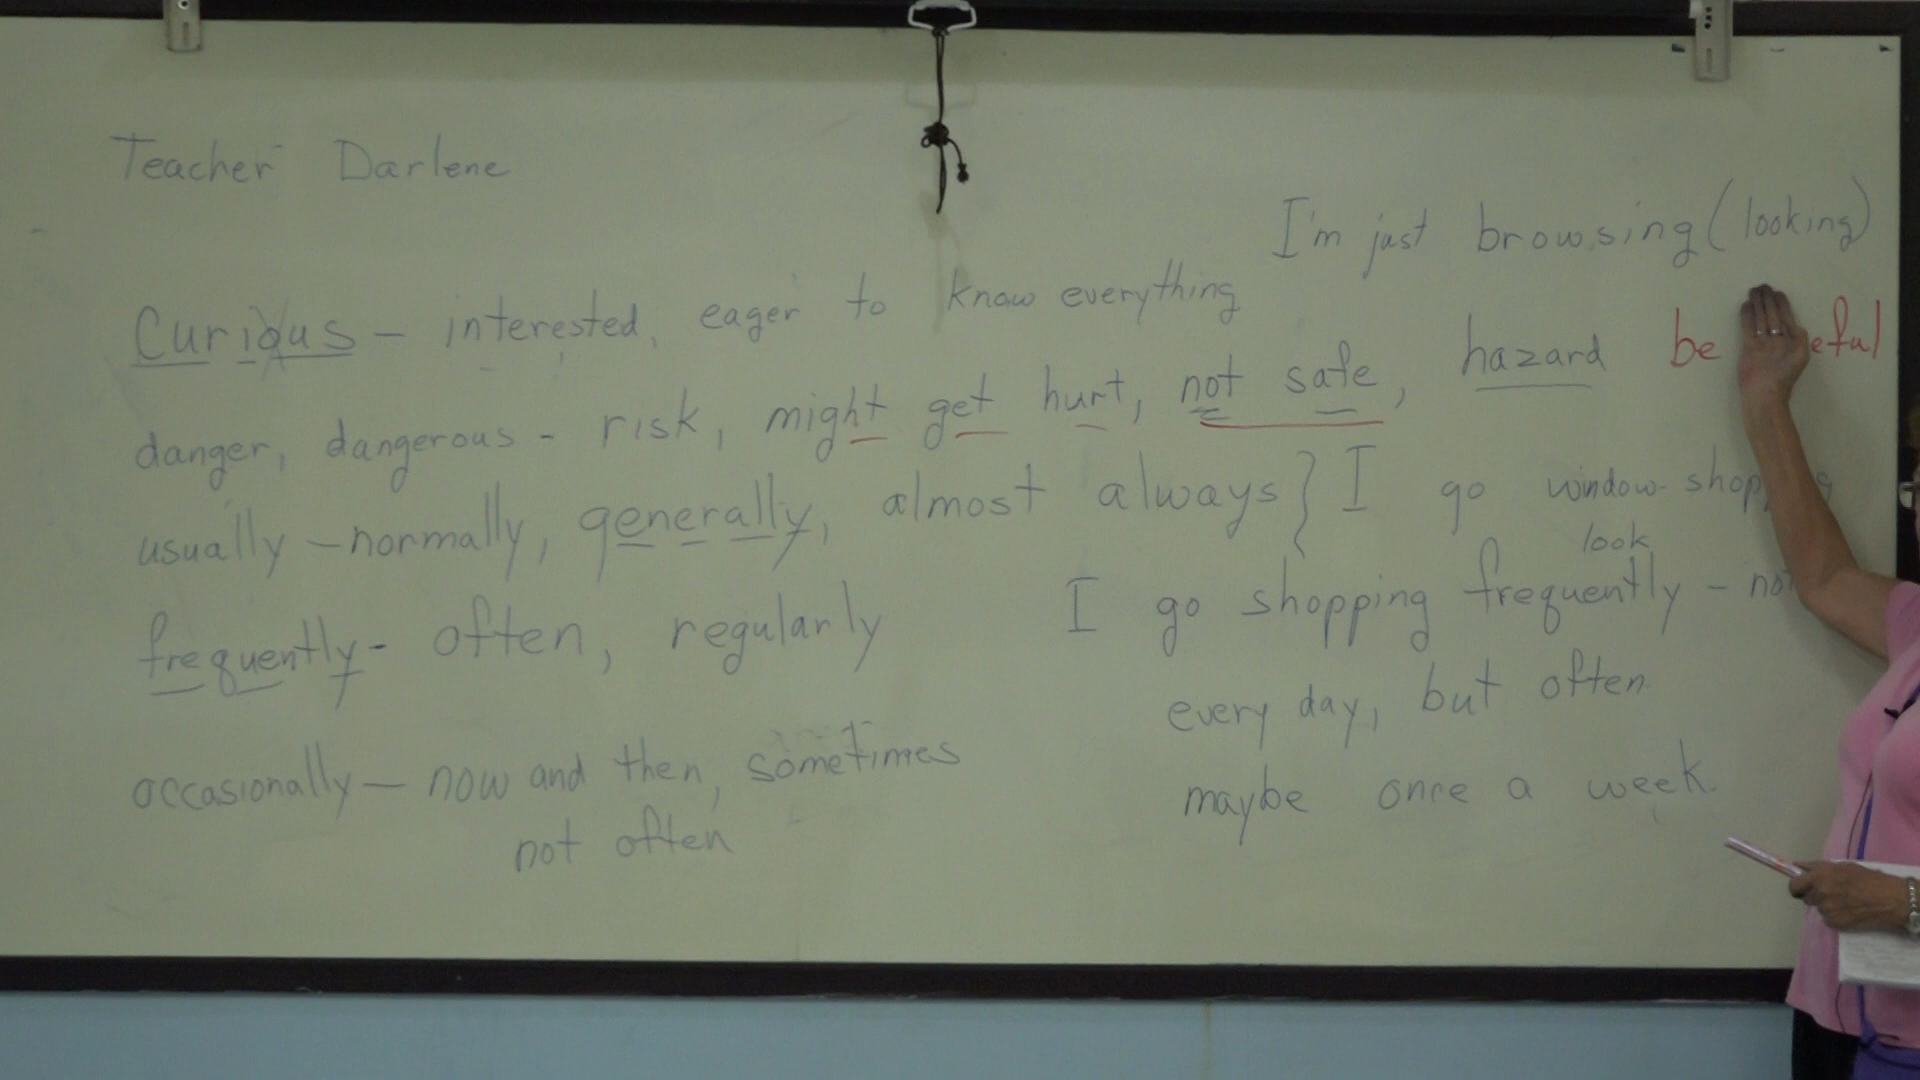 Teacher Darlene
I'm just browsing (looking)
Curious – interested, eager to know everything
danger, dangerous - risk, might get hurt, not safe, hazard be
usually – normally, generally, almost always } I go window-shopping
look
frequently - often, regularly
I go shopping frequently – not
every day, but often
maybe once a week.
occasionally – now and then, sometimes
not often